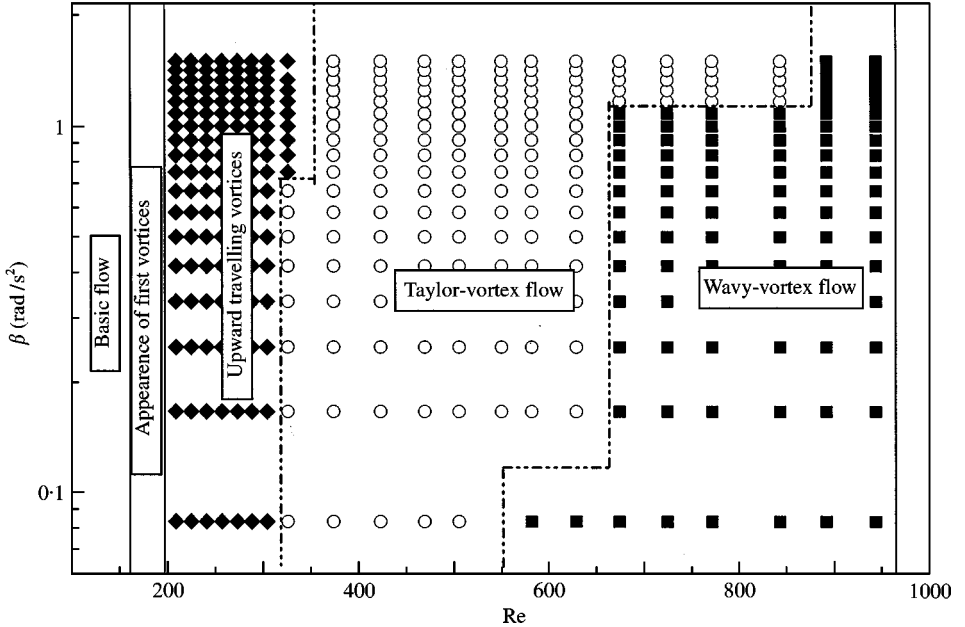 1
0·1
β (rad /s²)
Basic flow
Appearence of first vortices
Upward travelling vortices
Taylor-vortex flow
Wavy-vortex flow
200
400
600
800
1000
Re